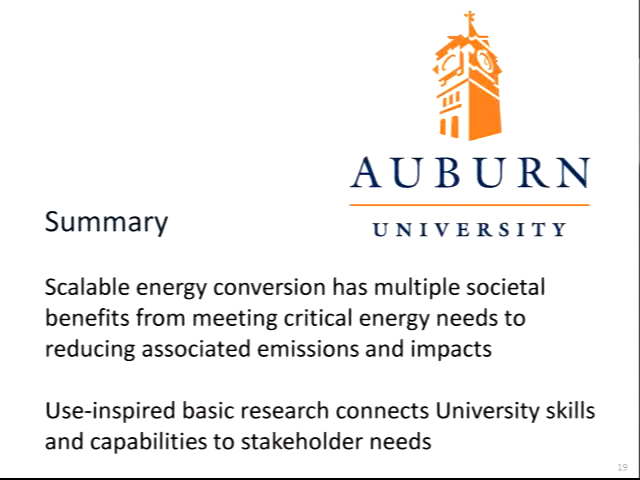 AUBURN
UNIVERSITY
Summary
Scalable energy conversion has multiple societal
benefits from meeting critical energy needs to
reducing associated emissions and impacts
Use-inspired basic research connects University skills
and capabilities to stakeholder needs
19